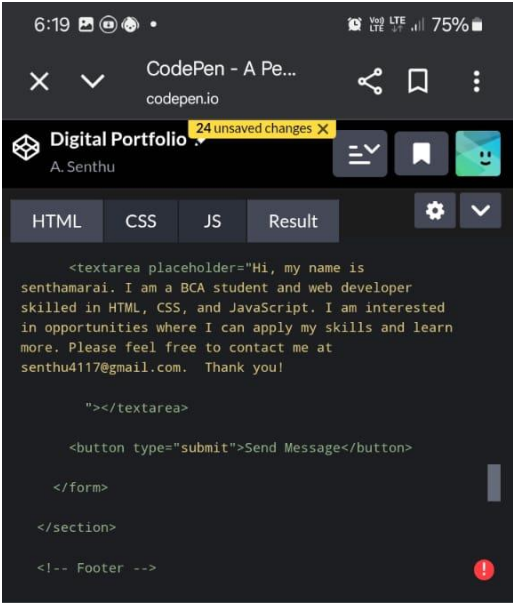 6:19
Vo) LTE
LTE
75%
CodePen - A Pe...
codepen.io
24 unsaved changes X
Digital Portfolio
A. Senthu
HTML CSS JS Result
<textarea placeholder="Hi, my name is
senthamarai. I am a BCA student and web developer
skilled in HTML, CSS, and JavaScript. I am interested
in opportunities where I can apply my skills and learn
more. Please feel free to contact me at
senthu4117@gmail.com.  Thank you!
"></textarea>
<button type="submit">Send Message</button>
</form>
</section>
<!-- Footer -->